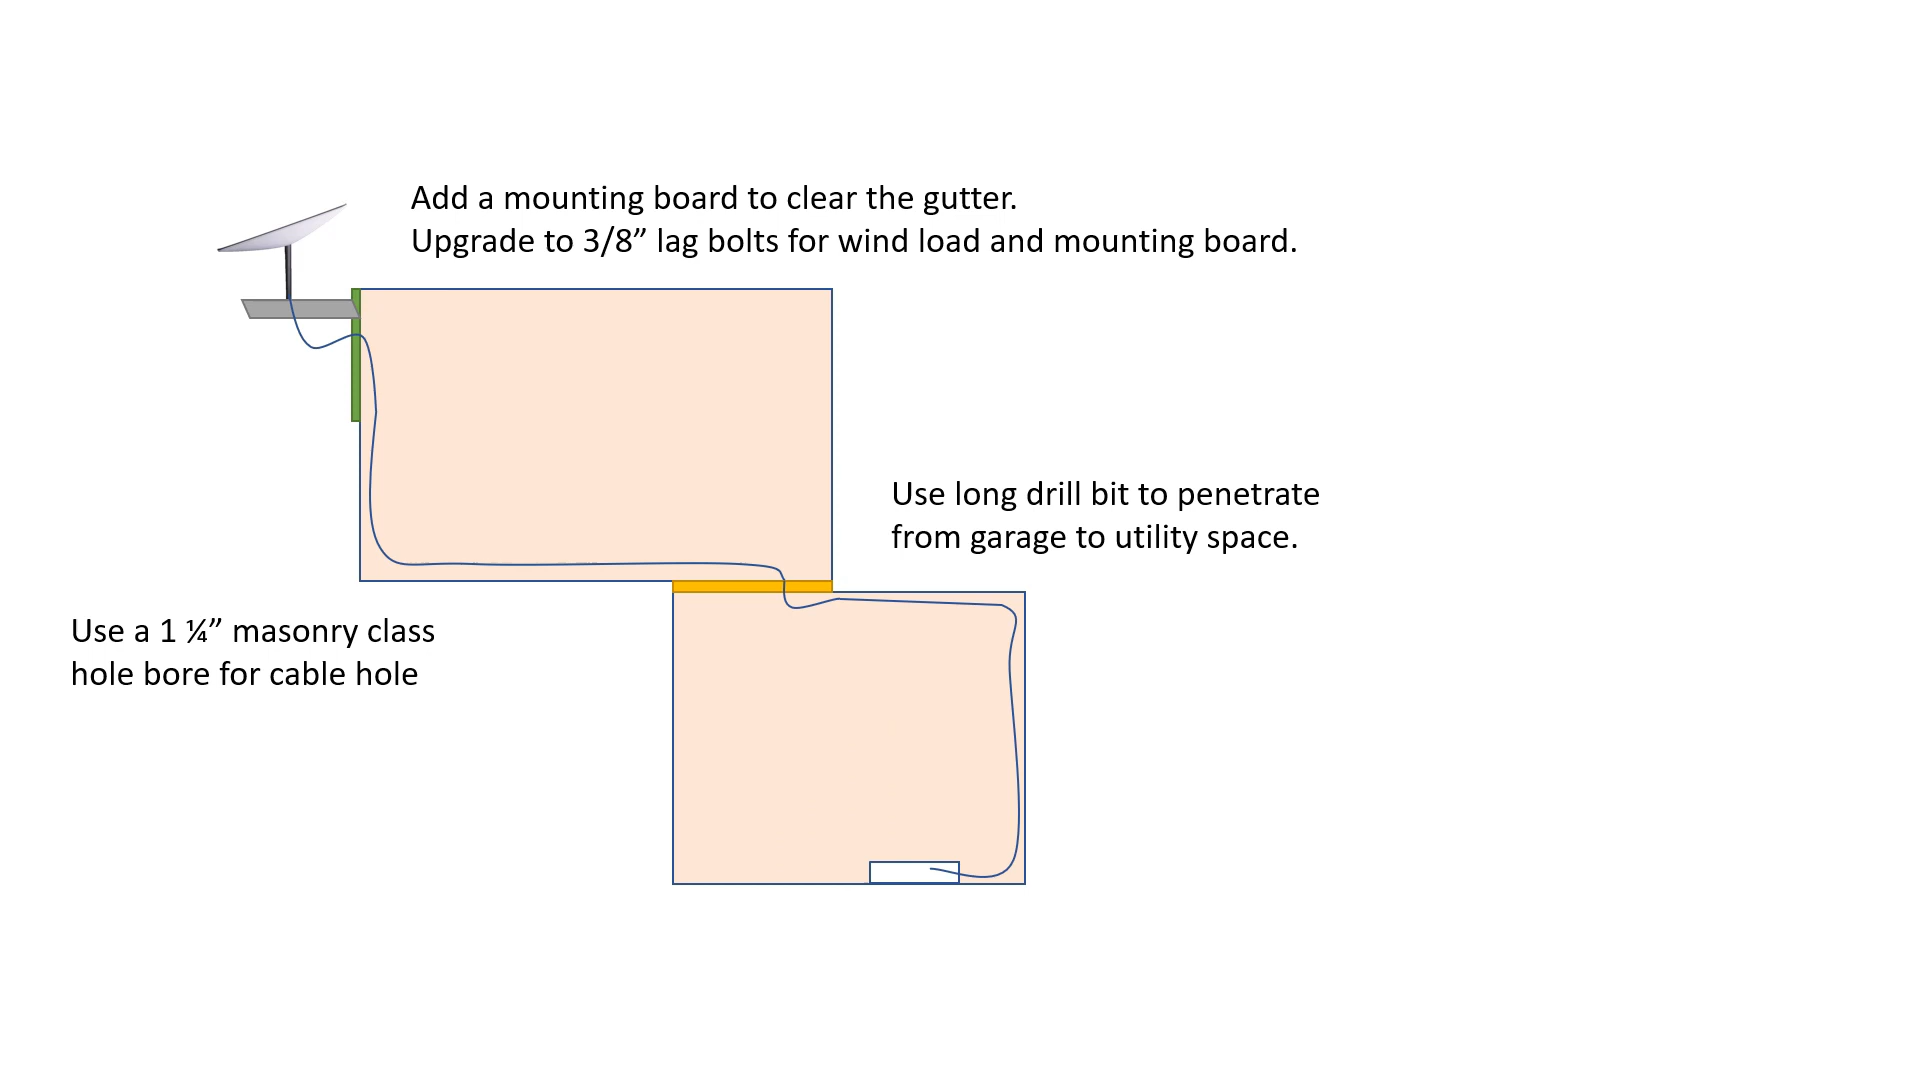 Add a mounting board to clear the gutter.
Upgrade to 3/8” lag bolts for wind load and mounting board.
Use long drill bit to penetrate
from garage to utility space.
Use a 1 ¼” masonry class
hole bore for cable hole